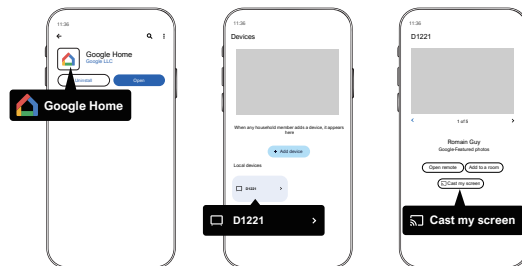 11:36
Google Home
Google LLC
Uninstall
Open
Google Home
11:36
Devices
When any household member adds a device, it appears
here
+ Add device
Local devices
D1221
D1221
11:36
D1221
1 of 5
Romain Guy
Google Featured photos
Open remote
Add to a room
Cast my screen
Cast my screen